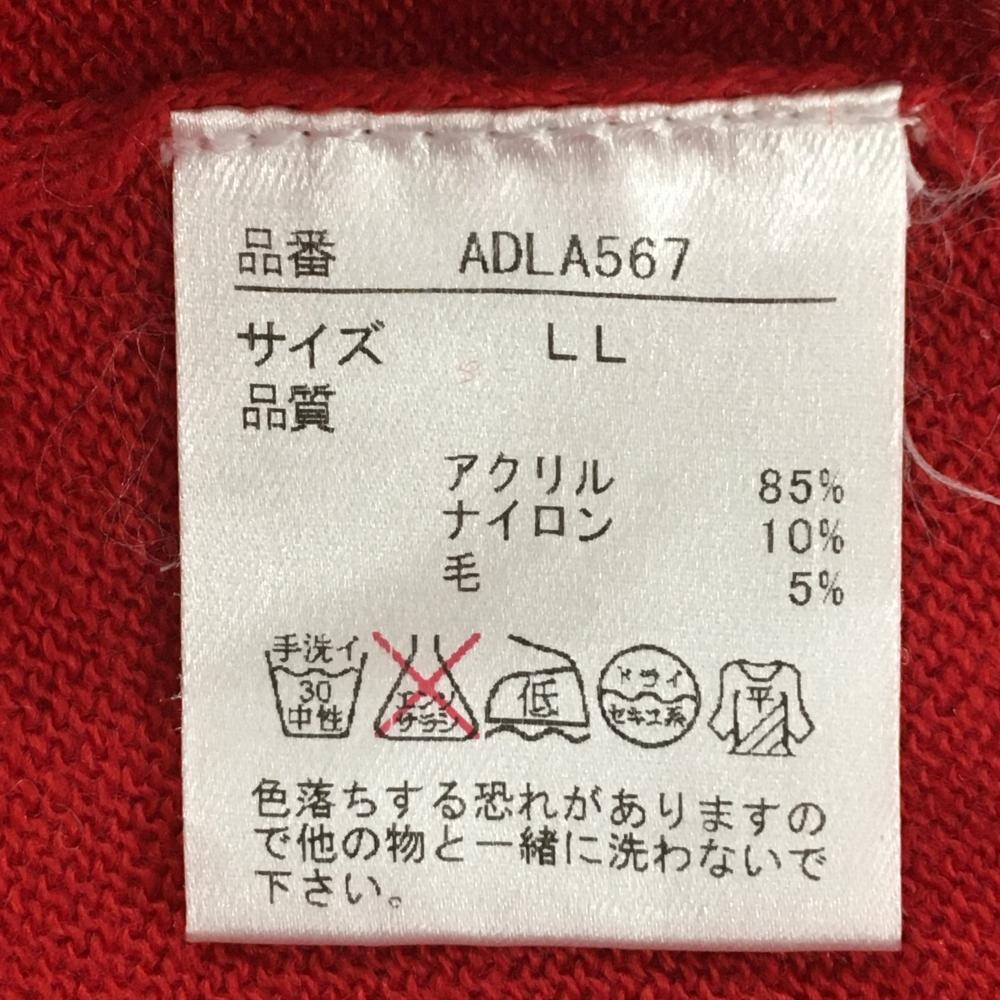 品番 ADLA567
サイズ LL
品質
アクリル 85%
ナイロン 10%
毛 5%
手洗イ
30
中性
エンソ
サラシ
低
ドライ
セキユ系
平
色落ちする恐れがありますの
で他の物と一緒に洗わないで
下さい。